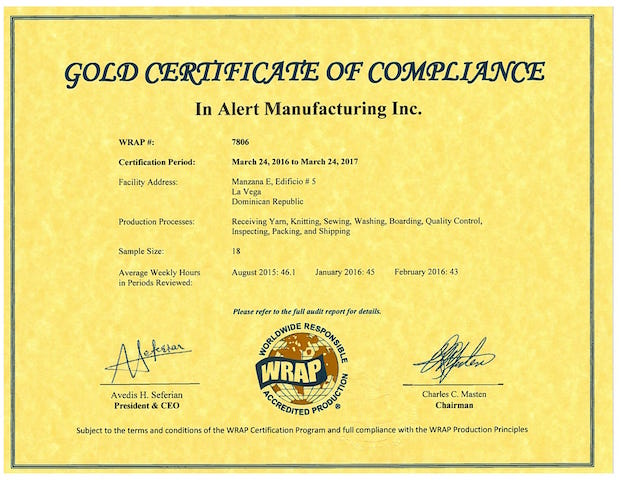 GOLD CERTIFICATE OF COMPLIANCE
In Alert Manufacturing Inc.
WRAP #: 7806
Certification Period: March 24, 2016 to March 24, 2017
Facility Address: Manzana E, Edificio # 5
La Vega
Dominican Republic
Production Processes: Receiving Yarn, Knitting, Sewing, Washing, Boarding, Quality Control,
Inspecting, Packing, and Shipping
Sample Size: 18
Average Weekly Hours August 2015: 46.1 January 2016: 45 February 2016: 43
in Periods Reviewed:
Please refer to the full audit report for details.
WORLDWIDE RESPONSIBLE
WRAP
ACCREDITED PRODUCTION ®
Avedis H. Seferian
President & CEO
Charles C. Masten
Chairman
Subject to the terms and conditions of the WRAP Certification Program and full compliance with the WRAP Production Principles